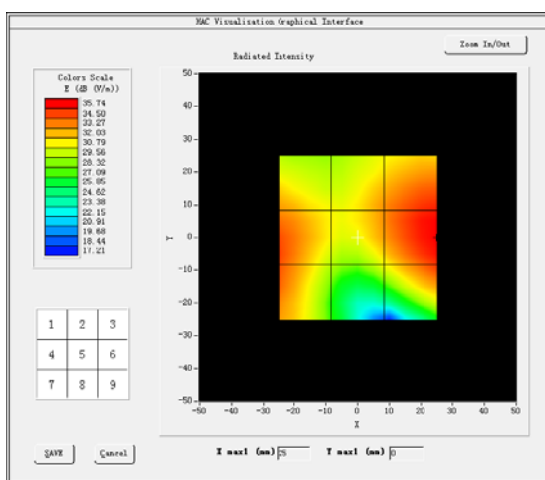 HAC Visualisation Graphical Interface
Zoom In/Out
Radiated Intensity
Colors Scale
E (dB (V/m))
35.74
34.50
33.27
32.03
30.79
29.56
28.32
27.09
25.85
24.62
23.38
22.15
20.91
19.68
18.44
17.21
50
40
30
20
10
0
-10
-20
-30
-40
-50
Y
-50 -40 -30 -20 -10 0 10 20 30 40 50
X
1 2 3
4 5 6
7 8 9
SAVE Cancel
X max1 (mm) 25 Y max1 (mm) 0